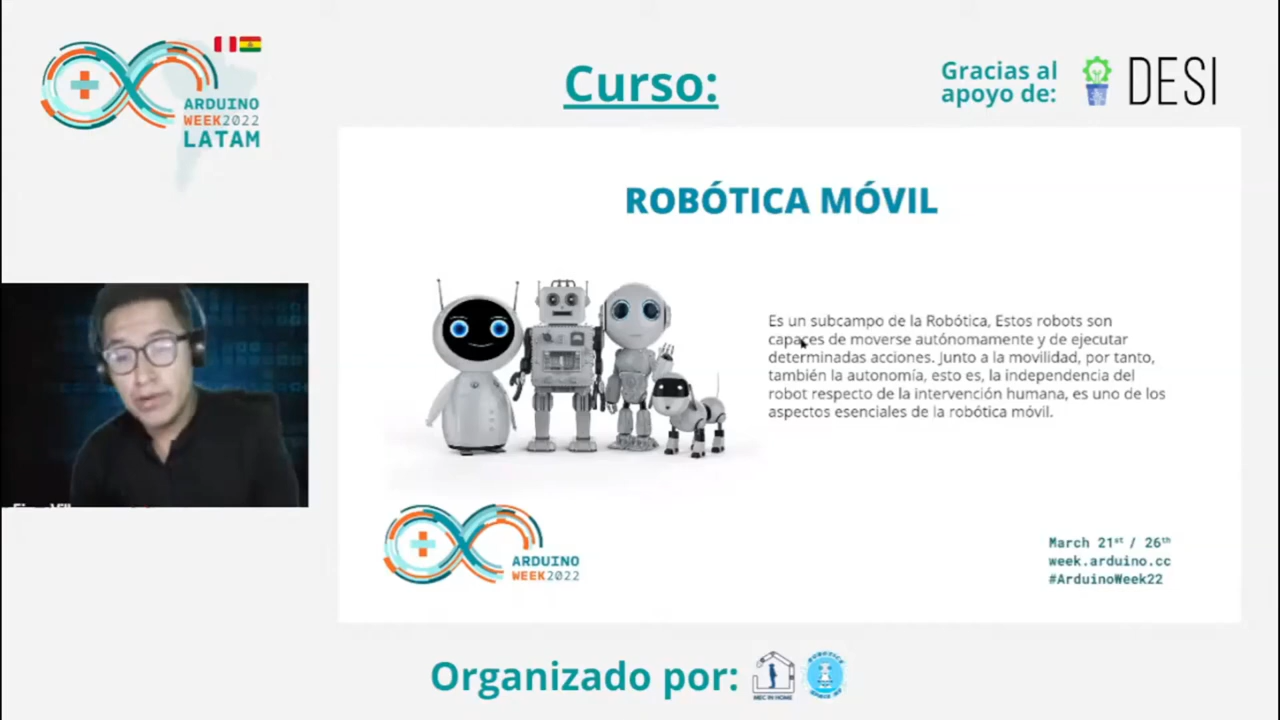 ARDUINO
WEEK2022
LATAM
Curso:
Gracias al
apoyo de:
DESI
ROBÓTICA MÓVIL
Es un subcampo de la Robótica, Estos robots son
capaces de moverse autónomamente y de ejecutar
determinadas acciones. Junto a la movilidad, por tanto,
también la autonomía, esto es, la independencia del
robot respecto de la intervención humana, es uno de los
aspectos esenciales de la robótica móvil.
ARDUINO
WEEK2022
March 21st / 26th
week.arduino.cc
#ArduinoWeek22
Organizado por:
MEC IN HOME